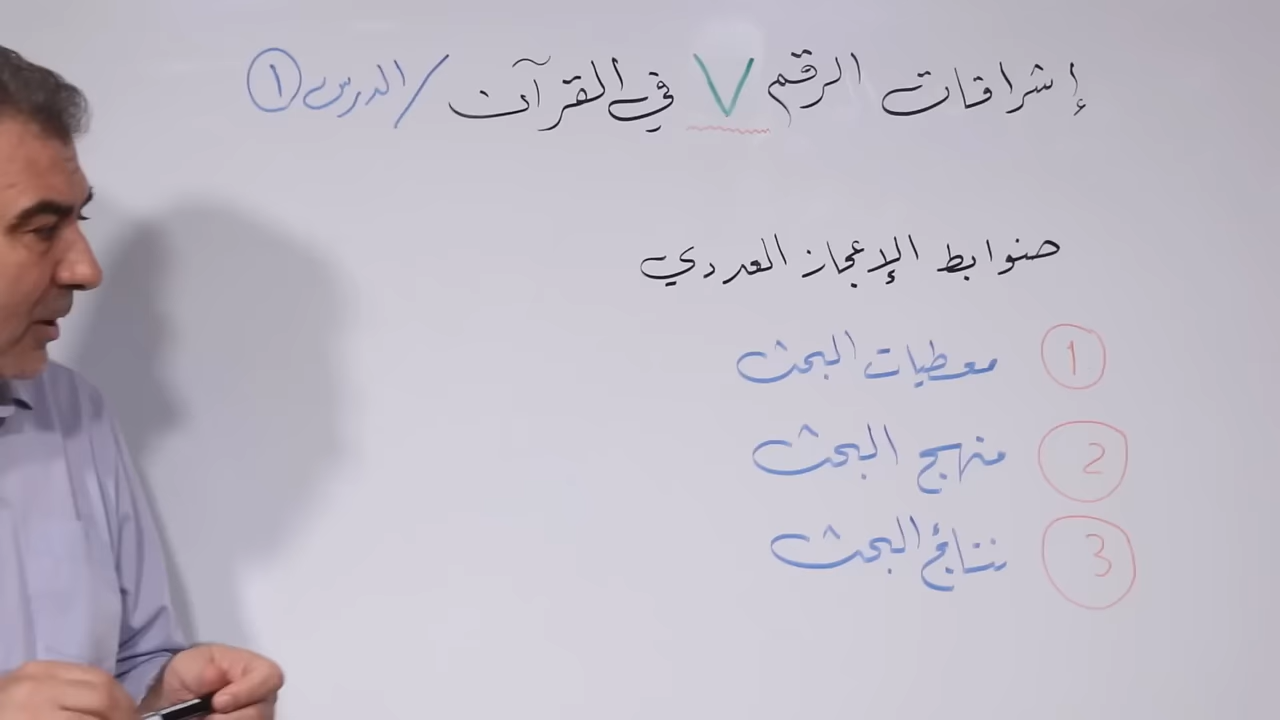 إشراقات الرقم ٧ في القرآن / الدرس ١
ضوابط الإعجاز العددي
1 معطيات البحث
2 منهج البحث
3 نتائج البحث